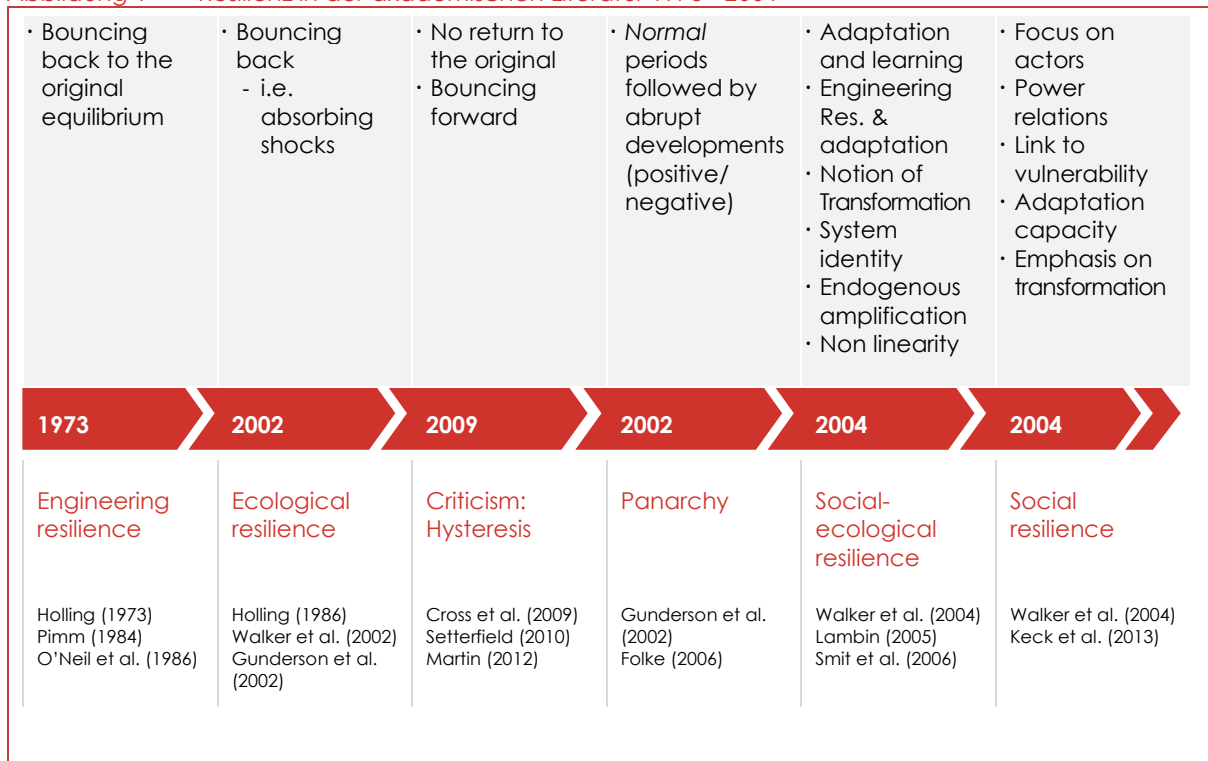 Abbildung Resilienz in der akademischen Literatur
· Bouncing
back to the
original
equilibrium
· Bouncing
back
- i.e.
absorbing
shocks
· No return to
the original
· Bouncing
forward
· Normal
periods
followed by
abrupt
developments
(positive/
negative)
· Adaptation
and learning
· Engineering
Res. &
adaptation
· Notion of
Transformation
· System
identity
· Endogenous
amplification
· Non linearity
· Focus on
actors
· Power
relations
· Link to
vulnerability
· Adaptation
capacity
· Emphasis on
transformation
1973
2002
2009
2002
2004
2004
Engineering
resilience
Ecological
resilience
Criticism:
Hysteresis
Panarchy
Social-
ecological
resilience
Social
resilience
Holling (1973)
Pimm (1984)
O'Neil et al. (1986)
Holling (1986)
Walker et al. (2002)
Gunderson et al.
(2002)
Cross et al. (2009)
Setterfield (2010)
Martin (2012)
Gunderson et al.
(2002)
Folke (2006)
Walker et al. (2004)
Lambin (2005)
Smit et al. (2006)
Walker et al. (2004)
Keck et al. (2013)